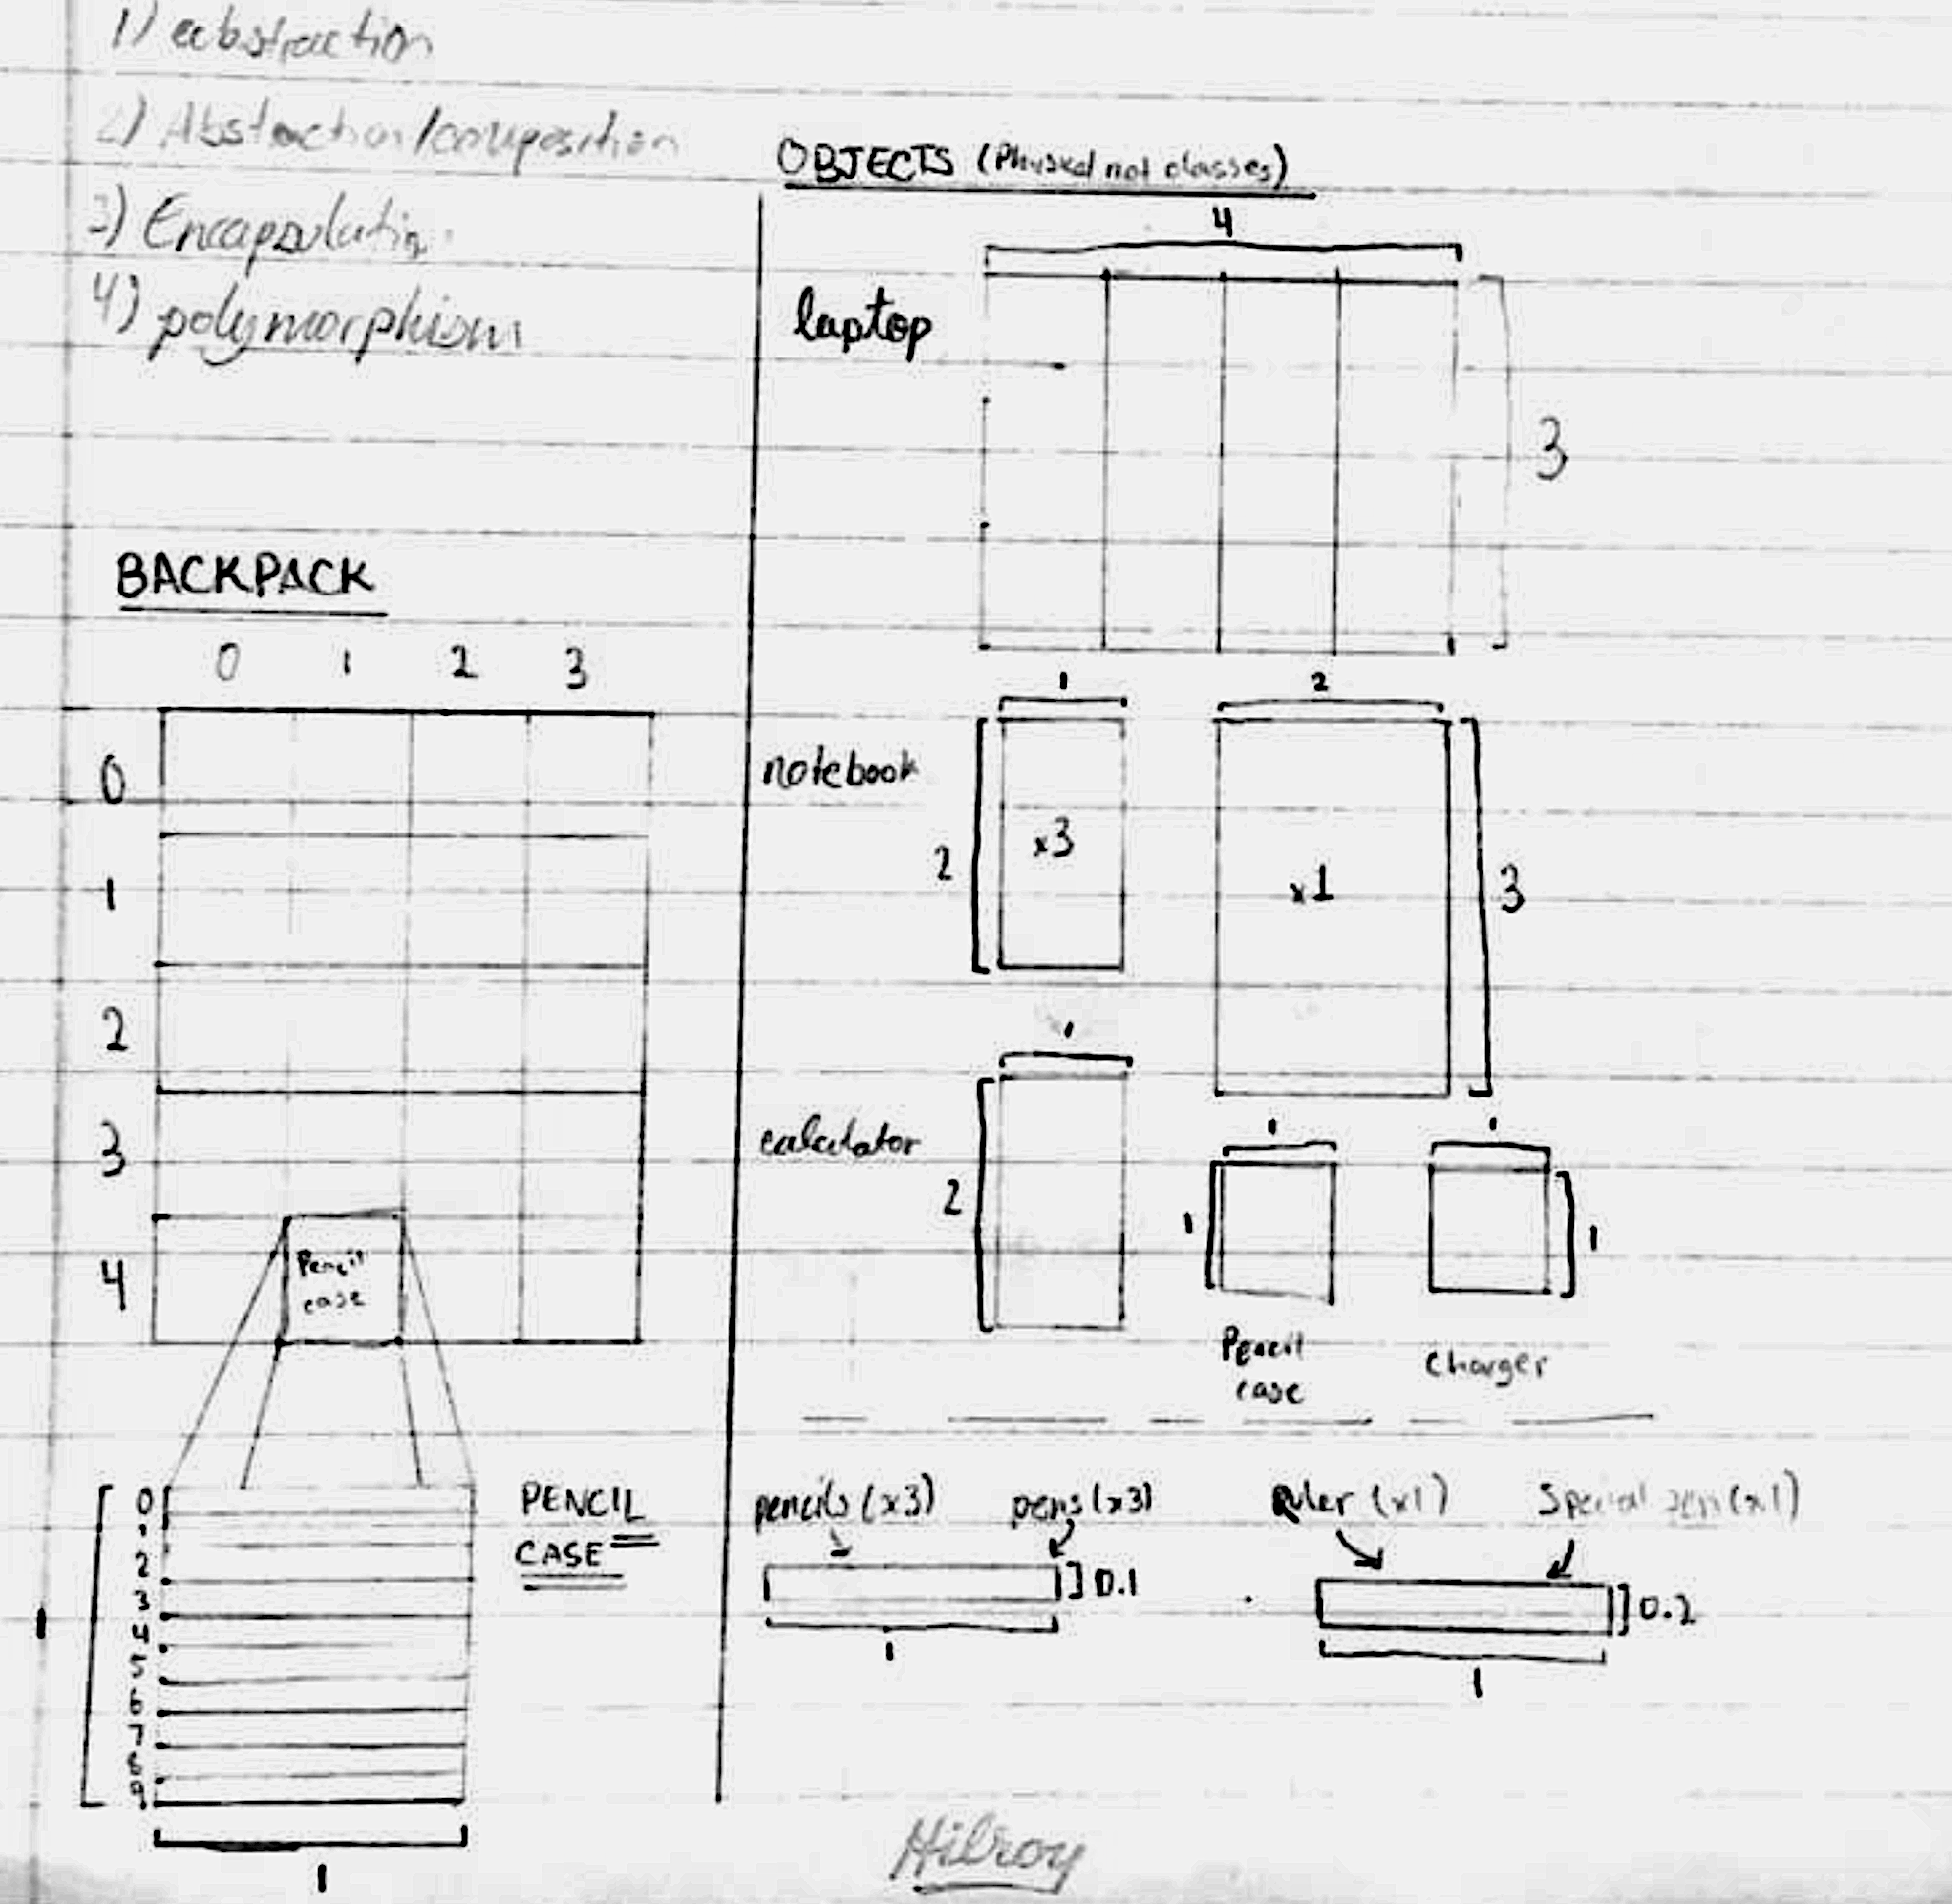 1) abstraction
2) Abstraction/composition
3) Encapsulation
4) polymorphism
OBJECTS (Physical not classes)
4
laptop
3
BACKPACK
0 1 2 3
0
1
2
3
4
Pencil
case
1 2
notebook
2
x3
x1
3
1
calculator
2
1 1
1
1
Pencil
case
Charger
0
1
2
3
4
5
6
7
8
9
1
1
PENCIL
CASE
pencils (x3) pens (x3) Ruler (x1) Special pen (x1)
0.1
1
0.2
1
Hilroy